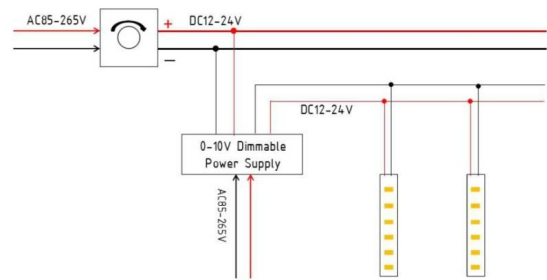 AC85-265V
+
DC12-24V
−
DC12-24V
0-10V Dimmable
Power Supply
AC85-265V